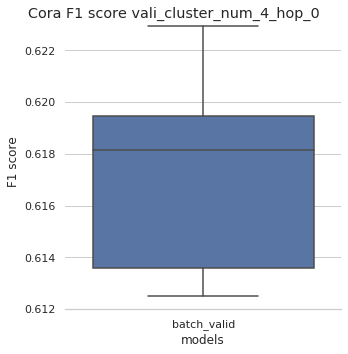 Cora F1 score vali_cluster_num_4_hop_0
0.622
0.620
0.618
0.616
0.614
0.612
F1 score
batch_valid
models